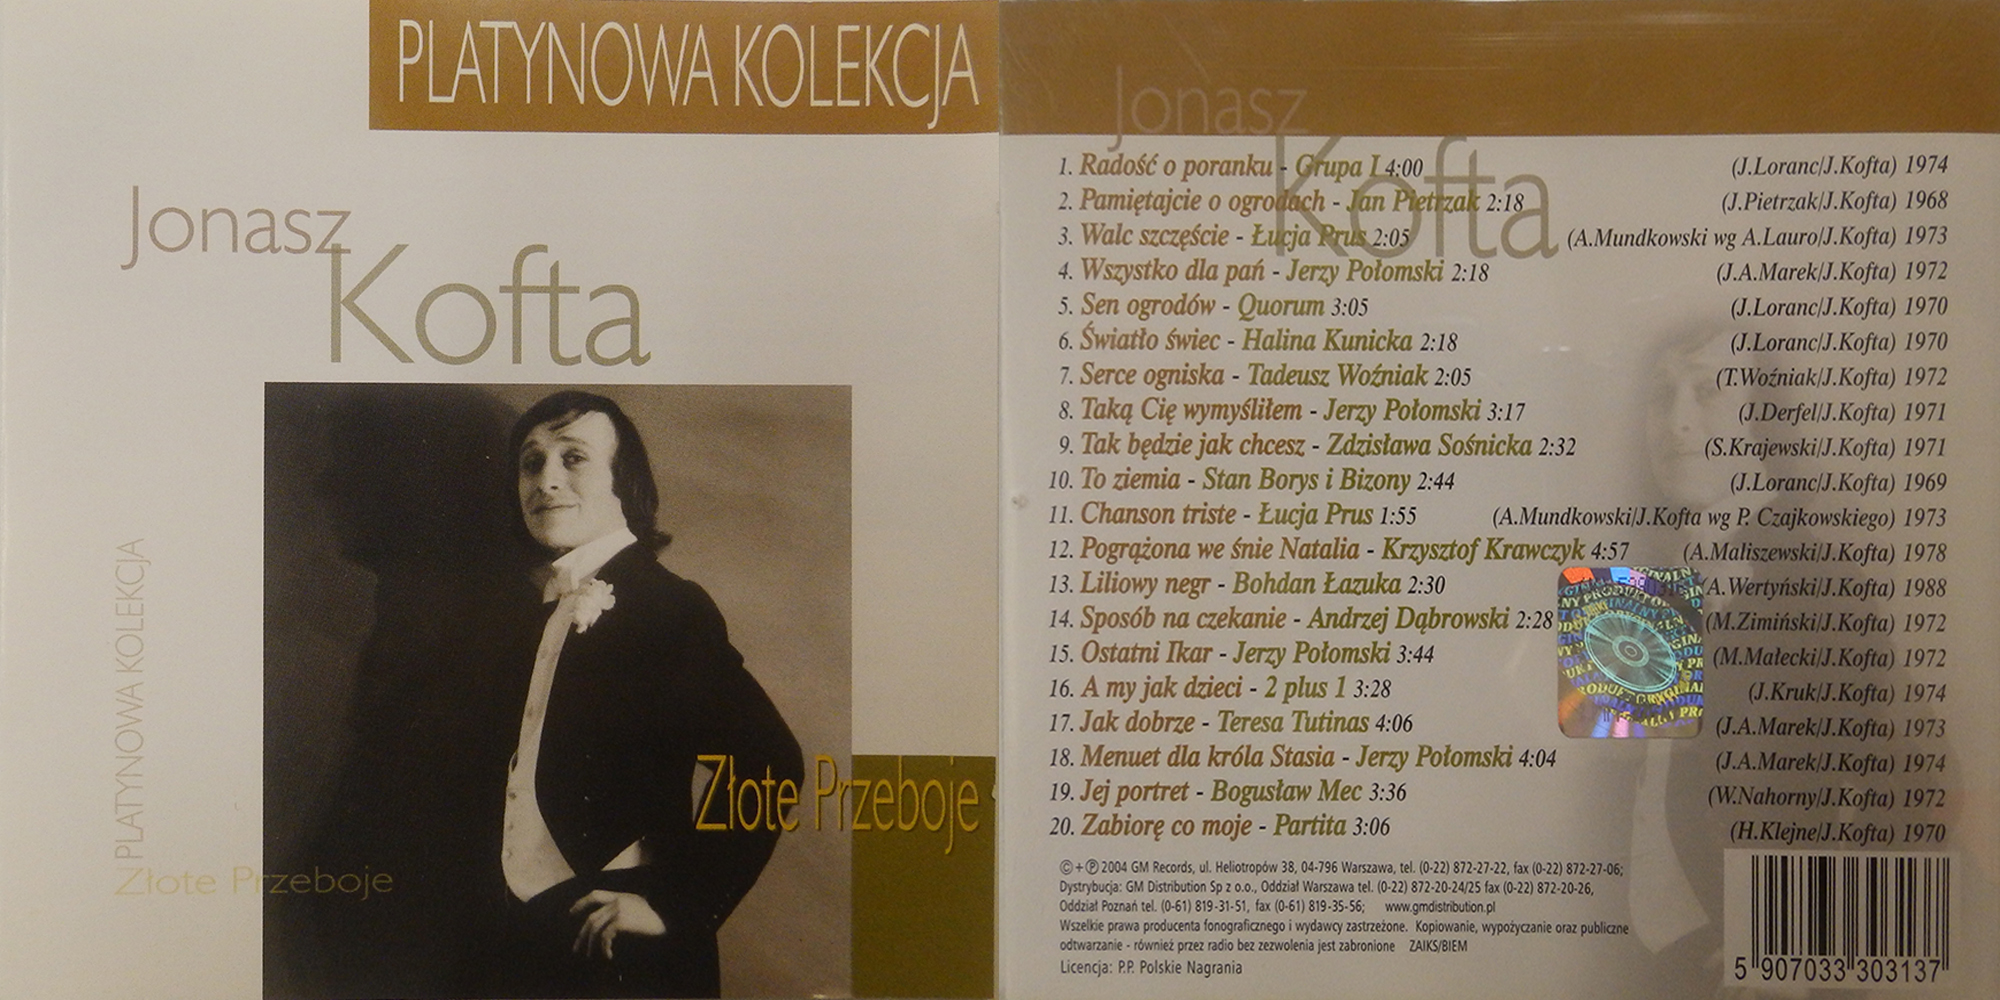 PLATYNOWA KOLEKCJA
Jonasz
Kofta
PLATYNOWA KOLEKCJA
Złote Przeboje
Złote Przeboje
Jonasz
Kofta
1. Radość o poranku - Grupa I 4:00 (J.Loranc/J.Kofta) 1974
2. Pamiętajcie o ogrodach - Jan Pietrzak 2:18 (J.Pietrzak/J.Kofta) 1968
3. Walc szczęście - Łucja Prus 2:05 (A.Mundkowski wg A.Lauro/J.Kofta) 1973
4. Wszystko dla pań - Jerzy Połomski 2:18 (J.A.Marek/J.Kofta) 1972
5. Sen ogrodów - Quorum 3:05 (J.Loranc/J.Kofta) 1970
6. Światło świec - Halina Kunicka 2:18 (J.Loranc/J.Kofta) 1970
7. Serce ogniska - Tadeusz Woźniak 2:05 (T.Woźniak/J.Kofta) 1972
8. Taką Cię wymyśliłem - Jerzy Połomski 3:17 (J.Derfel/J.Kofta) 1971
9. Tak będzie jak chcesz - Zdzisława Sośnicka 2:32 (S.Krajewski/J.Kofta) 1971
10. To ziemia - Stan Borys i Bizony 2:44 (J.Loranc/J.Kofta) 1969
11. Chanson triste - Łucja Prus 1:55 (A.Mundkowski/J.Kofta wg P. Czajkowskiego) 1973
12. Pogrążona we śnie Natalia - Krzysztof Krawczyk 4:57 (A.Maliszewski/J.Kofta) 1978
13. Liliowy negr - Bohdan Łazuka 2:30 A.Wertyński/J.Kofta) 1988
14. Sposób na czekanie - Andrzej Dąbrowski 2:28 (M.Zimiński/J.Kofta) 1972
15. Ostatni Ikar - Jerzy Połomski 3:44 (M.Małecki/J.Kofta) 1972
16. A my jak dzieci - 2 plus 1 3:28 (J.Kruk/J.Kofta) 1974
17. Jak dobrze - Teresa Tutinas 4:06 (J.A.Marek/J.Kofta) 1973
18. Menuet dla króla Stasia - Jerzy Połomski 4:04 (J.A.Marek/J.Kofta) 1974
19. Jej portret - Bogusław Mec 3:36 (W.Nahorny/J.Kofta) 1972
20. Zabiorę co moje - Partita 3:06 (H.Klejne/J.Kofta) 1970
©+℗ 2004 GM Records, ul. Heliotropów 38, 04-796 Warszawa, tel. (0-22) 872-27-22, fax (0-22) 872-27-06;
Dystrybucja: GM Distribution Sp z o.o., Oddział Warszawa tel. (0-22) 872-20-24/25 fax (0-22) 872-20-26,
Oddział Poznań tel. (0-61) 819-31-51, fax (0-61) 819-35-56; www.gmdistribution.pl
Wszelkie prawa producenta fonograficznego i wydawcy zastrzeżone. Kopiowanie, wypożyczanie oraz publiczne
odtwarzanie - również przez radio bez zezwolenia jest zabronione ZAIKS/BIEM
Licencja: P.P. Polskie Nagrania
5 907033 303137